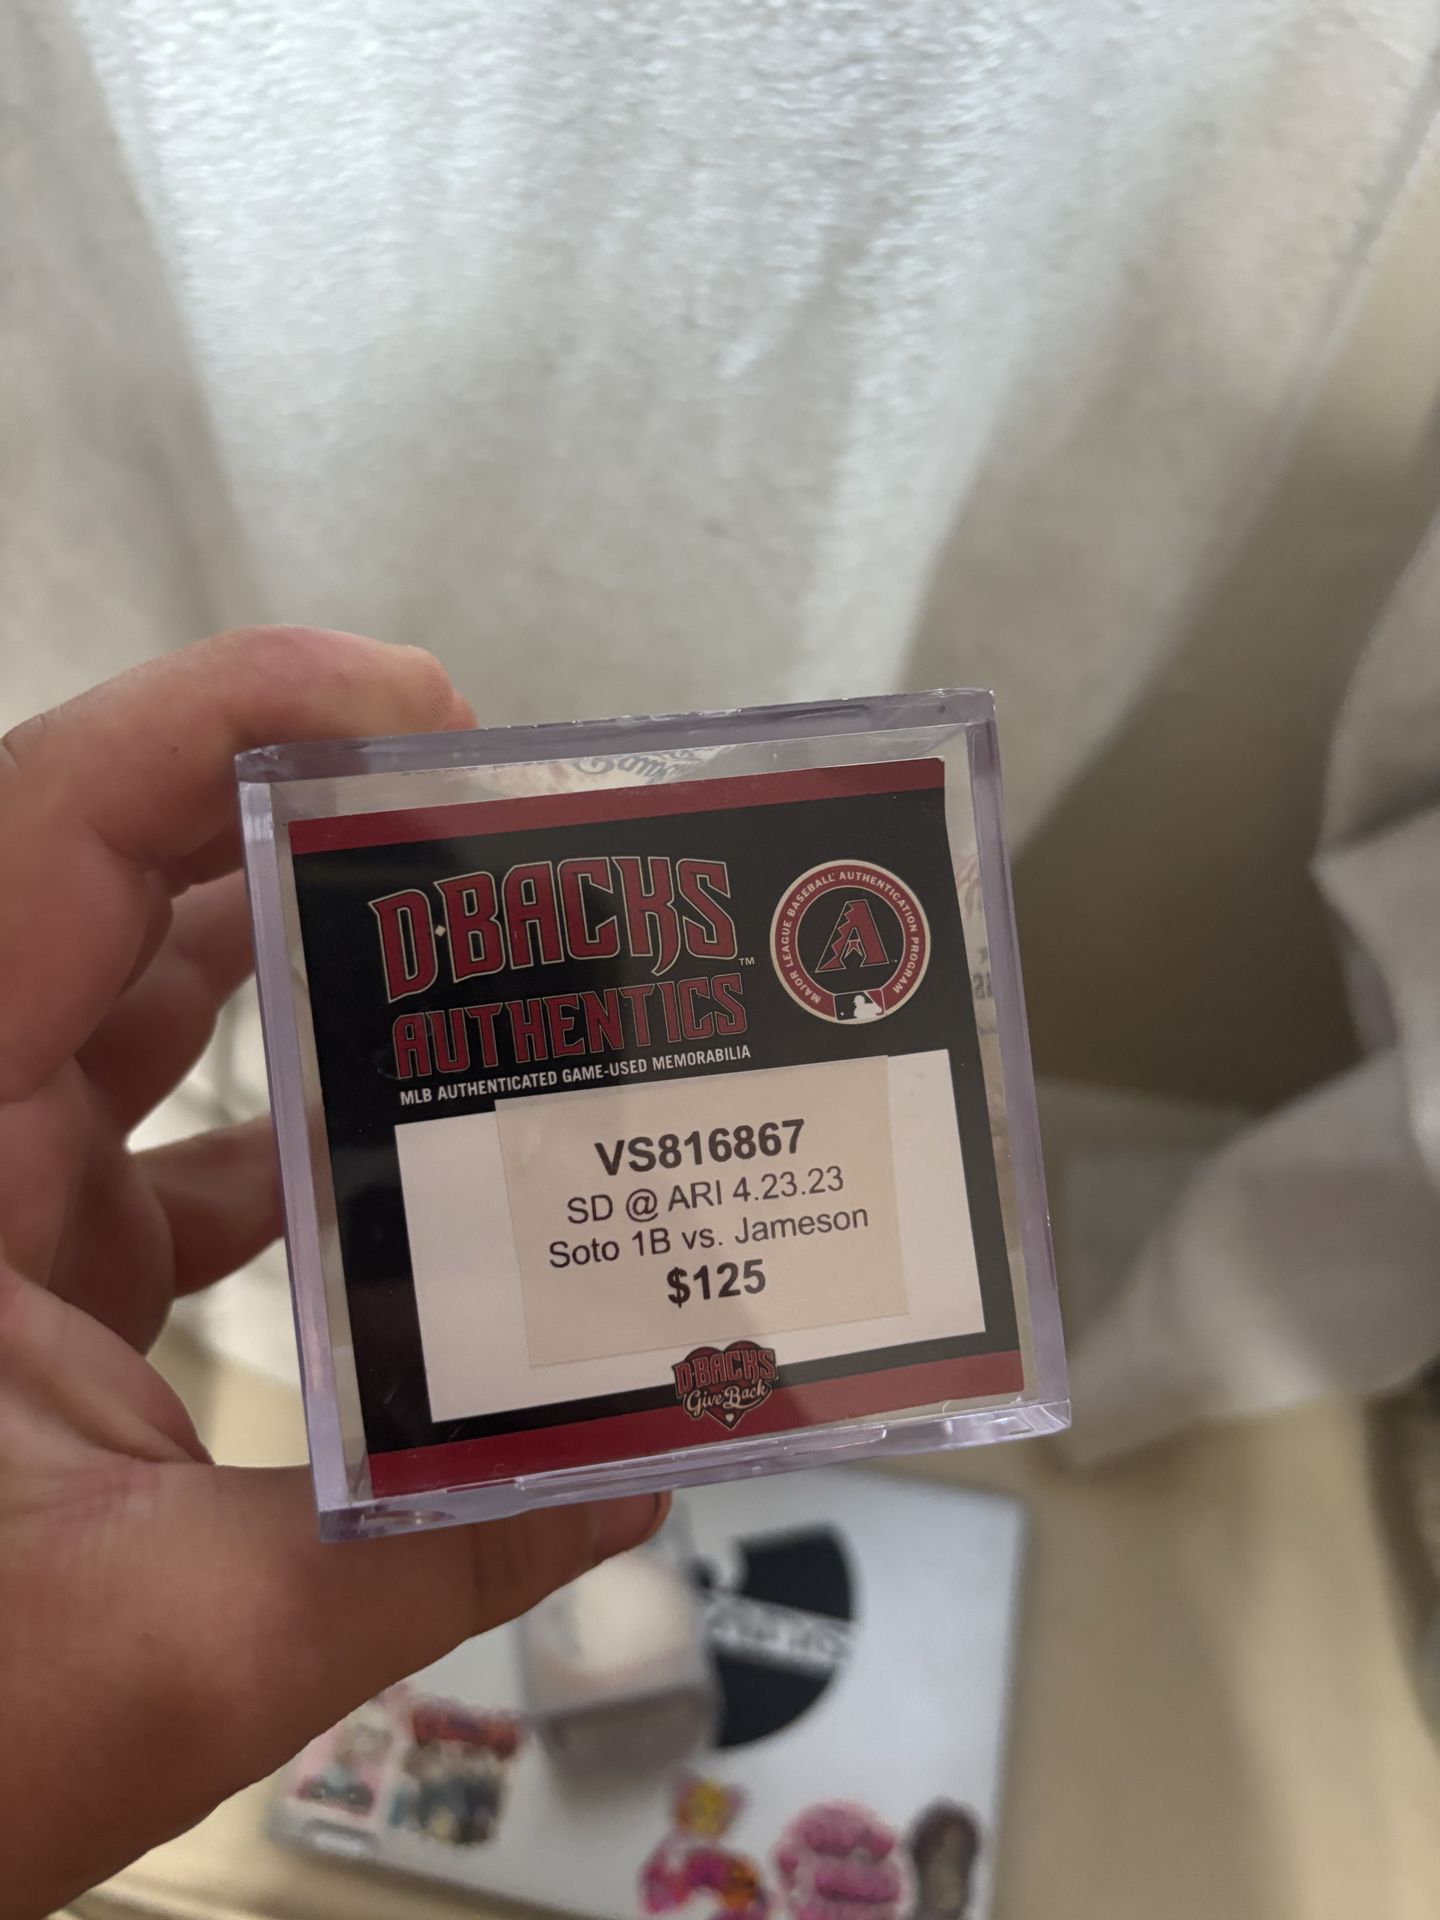 D·BACKS™
AUTHENTICS
MLB AUTHENTICATED GAME-USED MEMORABILIA
MAJOR LEAGUE BASEBALL AUTHENTICATION PROGRAM
A
VS816867
SD @ ARI 4.23.23
Soto 1B vs. Jameson
$125
D·BACKS
Give Back